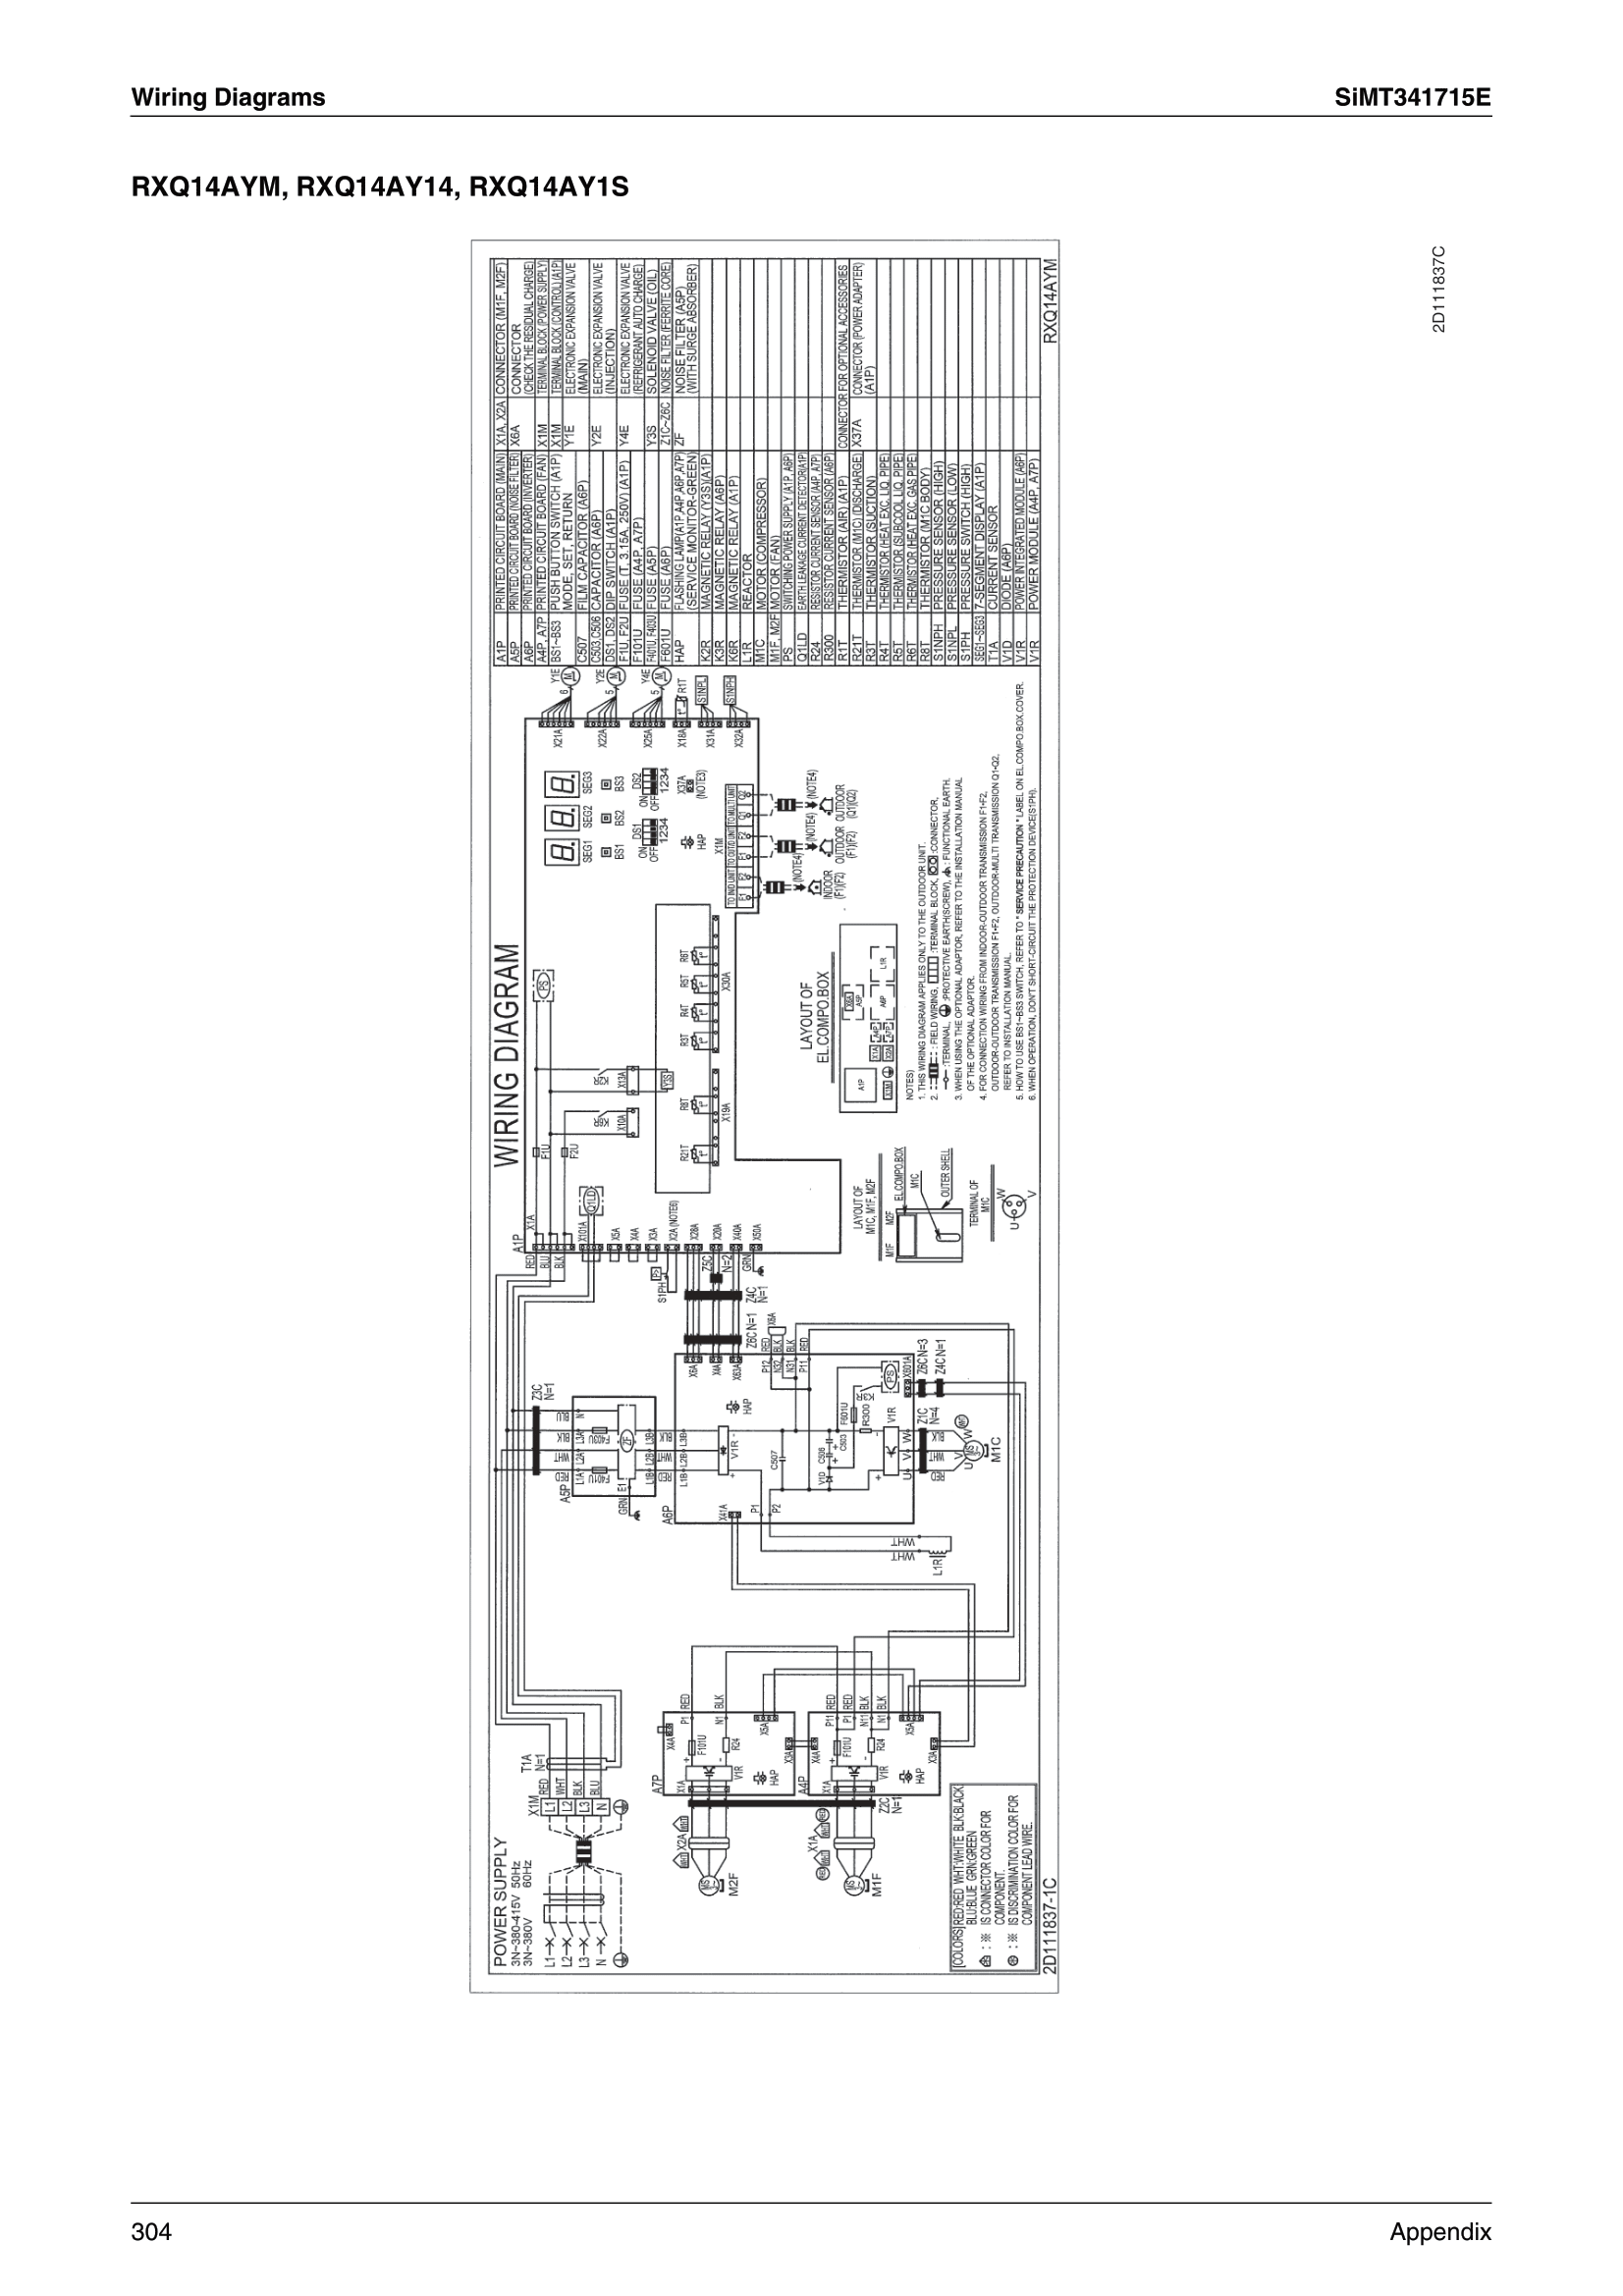 Wiring Diagrams
SiMT341715E
RXQ14AYM, RXQ14AY14, RXQ14AY1S
2D111837C
WIRING DIAGRAM
POWER SUPPLY
3N~380-415V 50Hz
3N~380V 60Hz
L1
L2
L3
N
X1M
L1
L2
L3
N
RED
WHT
BLK
BLU
T1A
N=1
A7P
X4A
P1 RED
N1 BLK
F101U
R24
V1R
X1A
X5A
X3A
HAP
X2A
M2F
A4P
X4A
P11 RED
P1 RED
N11 BLK
N1 BLK
F101U
R24
V1R
X1A
X5A
X3A
HAP
Z2C
N=1
X1A
M1F
[COLORS] RED:RED WHT:WHITE BLK:BLACK
BLU:BLUE GRN:GREEN
: ※ IS CONNECTOR COLOR FOR
COMPONENT.
: ※ IS DISCRIMINATION COLOR FOR
COMPONENT LEAD WIRE.
2D111837-1C
Z3C
N=1
A5P
RED WHT BLK BLU
L1A L2A L3A N
F401U F403U
ZF
E1
GRN
L1B L2B L3B
RED WHT BLK
A6P
L1B L2B L3B
V1R
HAP
X6A
X4A
X63A
X41A
P1
P2
C507
V1D
C506
C503
F601U
R300
K3R
PS
V1R
X601A
P12 RED
N32 BLK
N31 BLK
P11 RED
X6A
Z6C N=1
Z4C
N=1
Z5C
N=2
GRN
Z6C N=3
Z4C N=1
Z1C
N=4
U V W
RED WHT BLK
M1C
WHT
WHT
L1R
A1P
RED
BLU
BLK
X1A
F1U
F2U
X101A
Q1LD
X5A
X4A
X3A
X2A (NOTE6)
S1PH
X28A
X20A
X40A
X50A
PS
K6R
X10A
K2R
X13A
Y3S
R21T
R8T
X19A
R3T
R4T
R5T
R6T
X30A
SEG1 SEG2 SEG3
BS1 BS2 BS3
DS1
ON
OFF
1234
DS2
ON
OFF
1234
HAP
X37A
(NOTE3)
X1M
TO IND UNIT TO OUTD UNIT TO MULTI UNIT
F1 F2 F1 F2 Q1 Q2
(NOTE4)
(NOTE4)
(NOTE4)
INDOOR
(F1)(F2)
OUTDOOR
(F1)(F2)
OUTDOOR
(Q1)(Q2)
X21A
6
Y1E
X22A
5
Y2E
X25A
5
Y4E
X18A
R1T
X31A
S1NPL
X32A
S1NPH
LAYOUT OF
M1C, M1F, M2F
M1F M2F
EL.COMPO.BOX
M1C
OUTER SHELL
TERMINAL OF
M1C
U W V
LAYOUT OF
EL.COMPO.BOX
A1P
X1M
X1A
X2A
A4P
A7P
X6A
A5P
A6P
L1R
NOTES)
1. THIS WIRING DIAGRAM APPLIES ONLY TO THE OUTDOOR UNIT.
2. : FIELD WIRING, : TERMINAL BLOCK, : CONNECTOR,
: TERMINAL, : PROTECTIVE EARTH(SCREW), : FUNCTIONAL EARTH.
3. WHEN USING THE OPTIONAL ADAPTOR, REFER TO THE INSTALLATION MANUAL
OF THE OPTIONAL ADAPTOR.
4. FOR CONNECTION WIRING FROM INDOOR-OUTDOOR TRANSMISSION F1•F2,
OUTDOOR-OUTDOOR TRANSMISSION F1•F2, OUTDOOR-MULTI TRANSMISSION Q1•Q2,
REFER TO INSTALLATION MANUAL.
5. HOW TO USE BS1~BS3 SWITCH, REFER TO " SERVICE PRECAUTION " LABEL ON EL.COMPO.BOX.COVER.
6. WHEN OPERATION, DON'T SHORT-CIRCUIT THE PROTECTION DEVICE(S1PH).
A1P PRINTED CIRCUIT BOARD (MAIN)
A5P PRINTED CIRCUIT BOARD (NOISE FILTER)
A6P PRINTED CIRCUIT BOARD (INVERTER)
A4P, A7P PRINTED CIRCUIT BOARD (FAN)
BS1~BS3 PUSH BUTTON SWITCH (A1P)
MODE, SET, RETURN
C507 FILM CAPACITOR (A6P)
C503,C506 CAPACITOR (A6P)
DS1, DS2 DIP SWITCH (A1P)
F1U, F2U FUSE (T, 3.15A, 250V) (A1P)
F101U FUSE (A4P, A7P)
F401U, F403U FUSE (A5P)
F601U FUSE (A6P)
HAP FLASHING LAMP(A1P,A4P,A6P,A7P)
(SERVICE MONITOR-GREEN)
K2R MAGNETIC RELAY (Y3S)(A1P)
K3R MAGNETIC RELAY (A6P)
K6R MAGNETIC RELAY (A1P)
L1R REACTOR
M1C MOTOR (COMPRESSOR)
M1F, M2F MOTOR (FAN)
PS SWITCHING POWER SUPPLY (A1P, A6P)
Q1LD EARTH LEAKAGE CURRENT DETECTOR(A1P)
R24 RESISTOR CURRENT SENSOR (A4P, A7P)
R300 RESISTOR CURRENT SENSOR (A6P)
R1T THERMISTOR (AIR) (A1P)
R21T THERMISTOR (M1C) (DISCHARGE)
R3T THERMISTOR (SUCTION)
R4T THERMISTOR (HEAT EXC. LIQ. PIPE)
R5T THERMISTOR (SUBCOOL LIQ. PIPE)
R6T THERMISTOR (HEAT EXC. GAS PIPE)
R8T THERMISTOR (M1C BODY)
S1NPH PRESSURE SENSOR (HIGH)
S1NPL PRESSURE SENSOR (LOW)
S1PH PRESSURE SWITCH (HIGH)
SEG1~SEG3 7-SEGMENT DISPLAY (A1P)
T1A CURRENT SENSOR
V1D DIODE (A6P)
V1R POWER INTEGRATED MODULE (A6P)
V1R POWER MODULE (A4P, A7P)
X1A, X2A CONNECTOR (M1F, M2F)
X6A CONNECTOR
(CHECK THE RESIDUAL CHARGE)
X1M TERMINAL BLOCK (POWER SUPPLY)
X1M TERMINAL BLOCK (CONTROL) (A1P)
Y1E ELECTRONIC EXPANSION VALVE
(MAIN)
Y2E ELECTRONIC EXPANSION VALVE
(INJECTION)
Y4E ELECTRONIC EXPANSION VALVE
(REFRIGERANT AUTO CHARGE)
Y3S SOLENOID VALVE (OIL)
Z1C~Z6C NOISE FILTER (FERRITE CORE)
ZF NOISE FILTER (A5P)
(WITH SURGE ABSORBER)
CONNECTOR FOR OPTIONAL ACCESSORIES
X37A CONNECTOR (POWER ADAPTER)
(A1P)
RXQ14AYM
304
Appendix